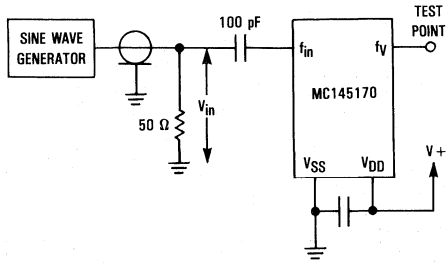 SINE WAVE
GENERATOR
50 Ω
Vin
100 pF
fin
fV
MC145170
VSS
VDD
TEST
POINT
V+